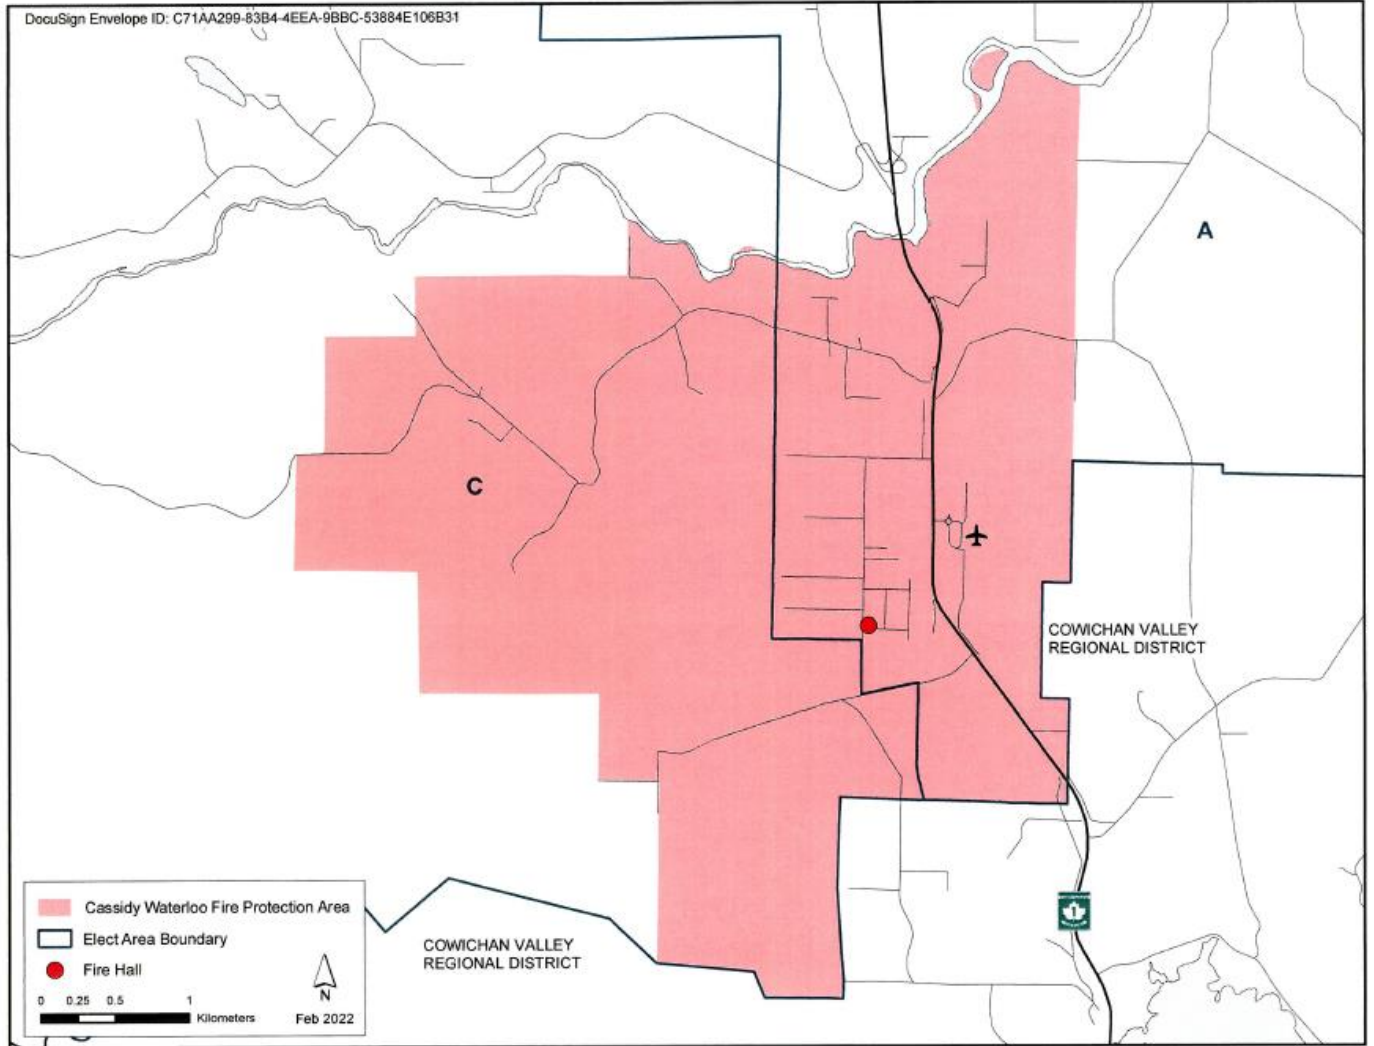 DocuSign Envelope ID: C71AA299-83B4-4EEA-9BBC-53884E106B31
A
C
COWICHAN VALLEY
REGIONAL DISTRICT
1
COWICHAN VALLEY
REGIONAL DISTRICT
Cassidy Waterloo Fire Protection Area
Elect Area Boundary
Fire Hall
N
0 0.25 0.5 1
Kilometers
Feb 2022